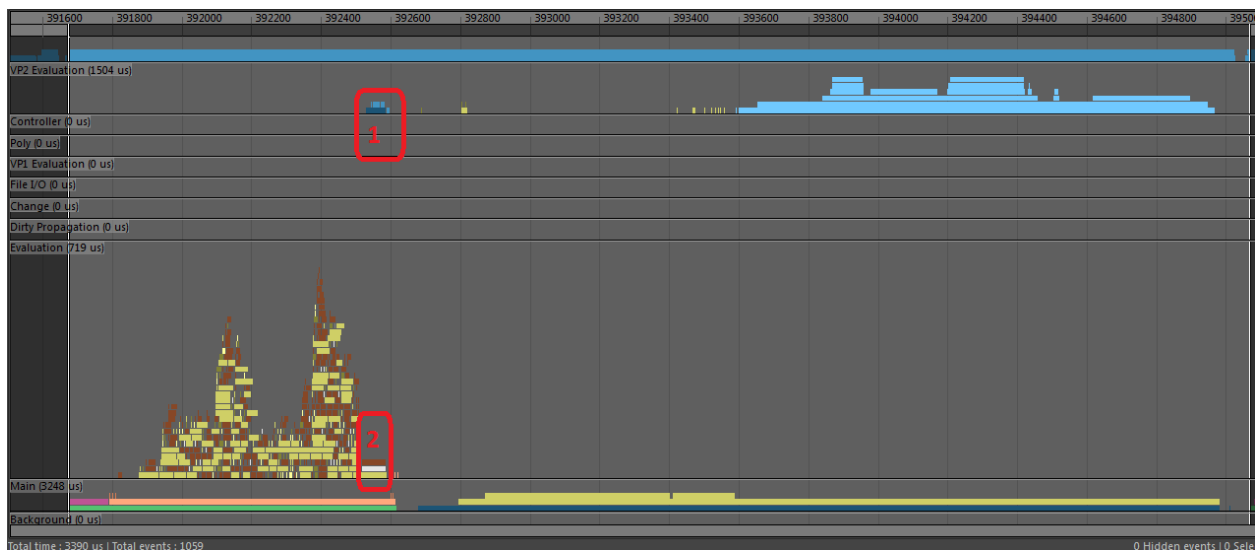 391600 391800 392000 392200 392400 392600 392800 393000 393200 393400 393600 393800 394000 394200 394400 394600 394800 3950
VP2 Evaluation (1504 us)
1
Controller (0 us)
Poly (0 us)
VP1 Evaluation (0 us)
File I/O (0 us)
Change (0 us)
Dirty Propagation (0 us)
Evaluation (719 us)
2
Main (3248 us)
Background (0 us)
Total time : 3390 us | Total events : 1059 0 Hidden events | 0 Sele